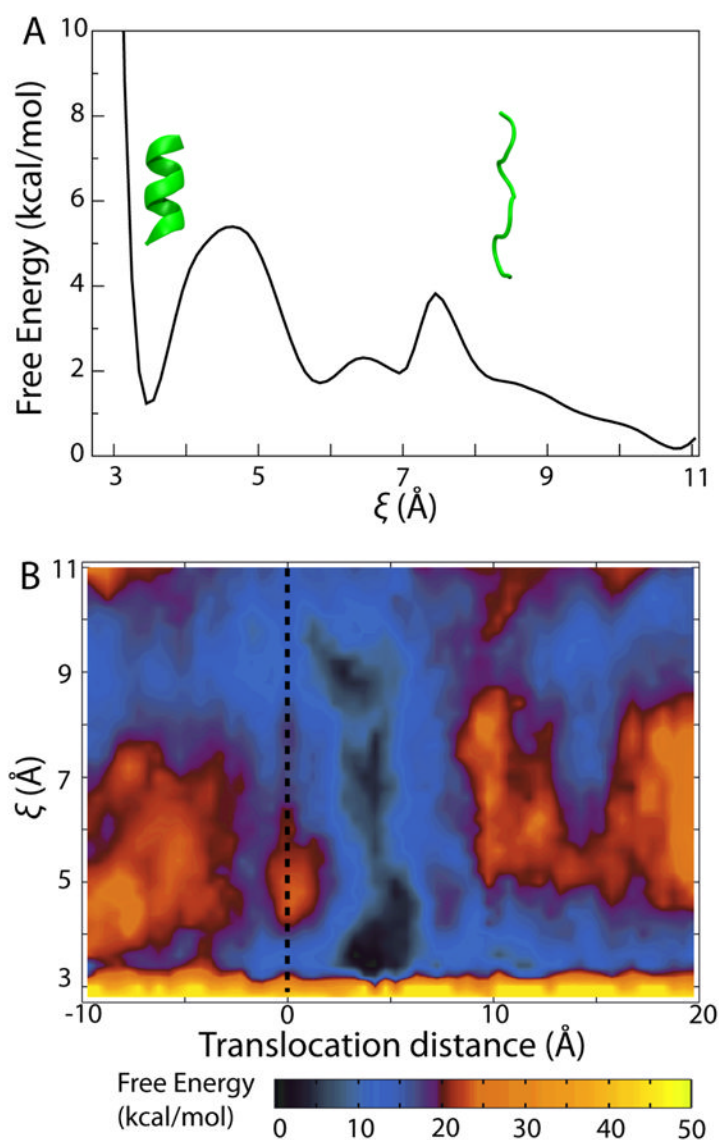 A
10
8
6
4
2
0
Free Energy (kcal/mol)
3 5 7 9 11
ξ (Å)
B
11
9
7
5
3
ξ (Å)
-10 0 10 20
Translocation distance (Å)
Free Energy
(kcal/mol)
0 10 20 30 40 50